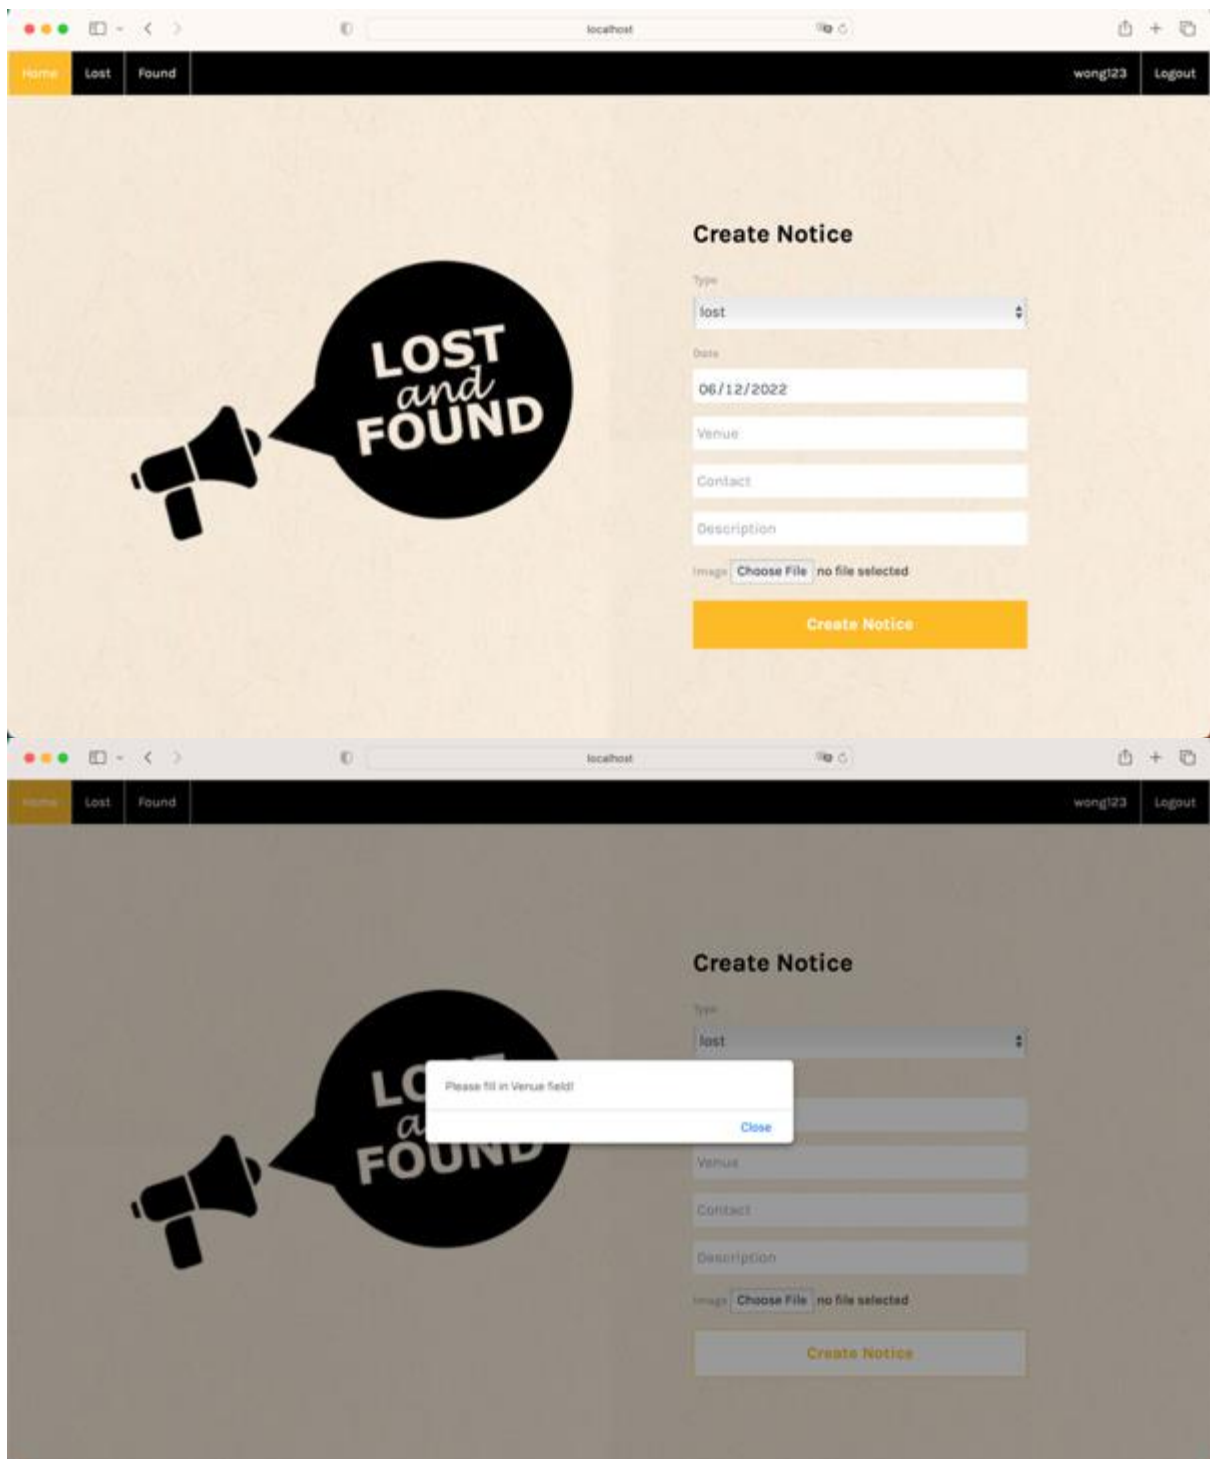 localhost
Home Lost Found wong123 Logout
Create Notice
Type
lost
Date
06/12/2022
Venue
Contact
Description
Image Choose File no file selected
Create Notice
LOST
and
FOUND
localhost
Home Lost Found wong123 Logout
Create Notice
Type
lost
Please fill in Venue field!
Close
Venue
Contact
Description
Image Choose File no file selected
Create Notice
LO
a
FOUND